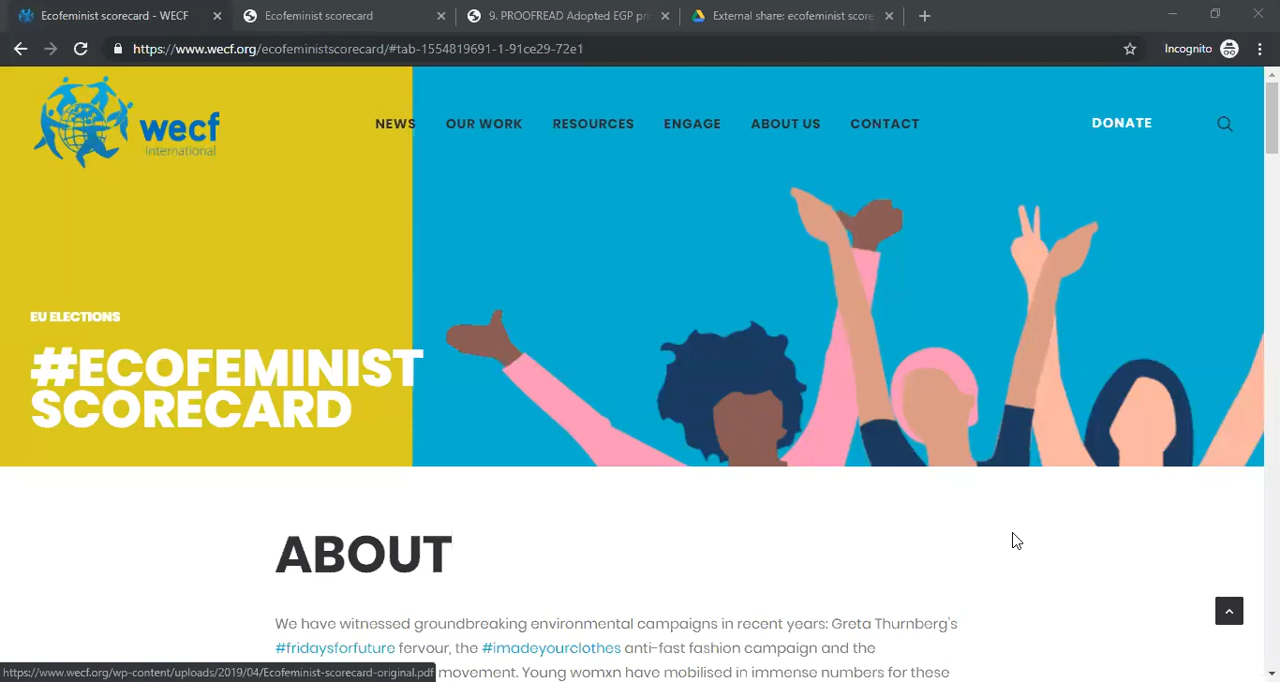 Ecofeminist scorecard - WECF
Ecofeminist scorecard
9. PROOFREAD Adopted EGP pri
External share: ecofeminist score
https://www.wecf.org/ecofeministscorecard/#tab-1554819691-1-91ce29-72e1
Incognito
wecf
International
NEWS
OUR WORK
RESOURCES
ENGAGE
ABOUT US
CONTACT
DONATE
EU ELECTIONS
#ECOFEMINIST
SCORECARD
ABOUT
We have witnessed groundbreaking environmental campaigns in recent years: Greta Thurnberg's
#fridaysforfuture fervour, the #imadeyourclothes anti-fast fashion campaign and the
movement. Young womxn have mobilised in immense numbers for these
https://www.wecf.org/wp-content/uploads/2019/04/Ecofeminist-scorecard-original.pdf